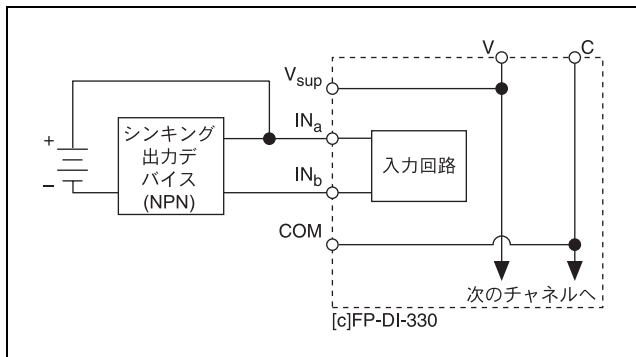 V
C
Vsup
INa
シンキング
出力デ
バイス
(NPN)
+
−
入力回路
INb
COM
次のチャネルへ
[c]FP-DI-330